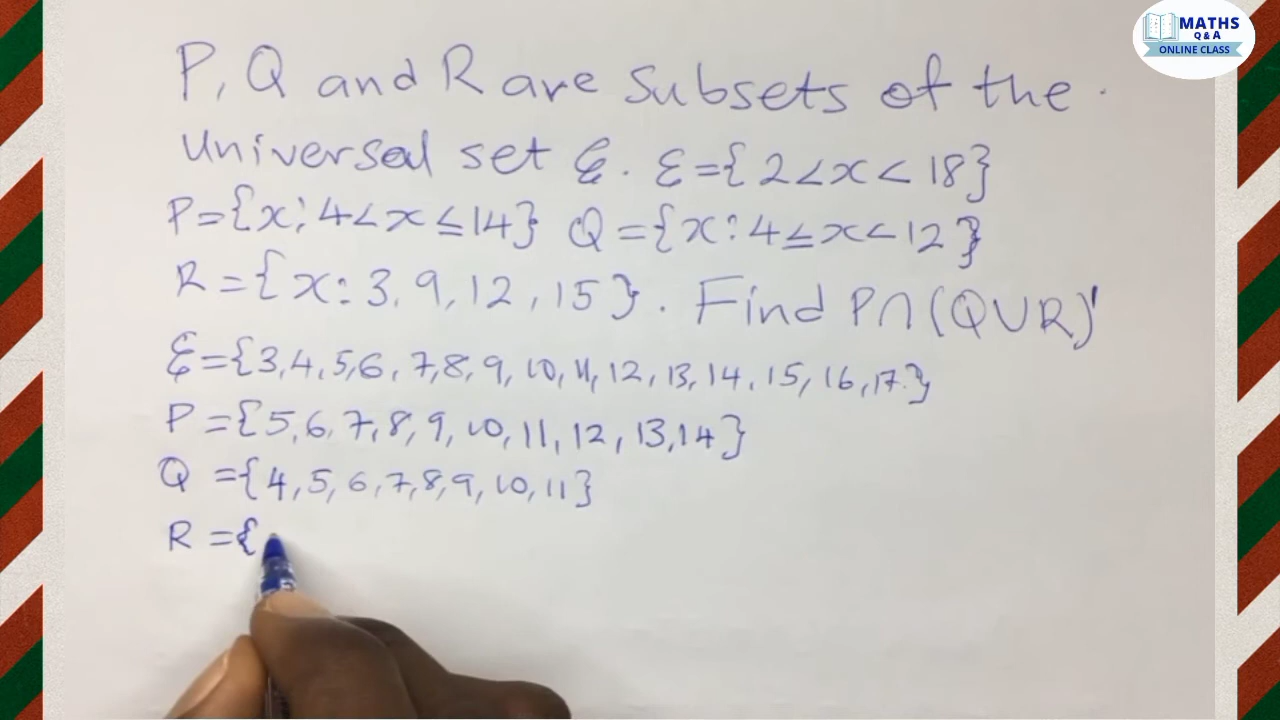 MATHS
Q & A
ONLINE CLASS
P, Q and R are Subsets of the
Universal set ℰ. ℰ={2<x<18}
P={x:4<x≤14} Q={x:4≤x<12}
R={x:3,9,12,15}. Find P∩(Q∪R)'
ℰ={3,4,5,6,7,8,9,10,11,12,13,14,15,16,17.}
P={5,6,7,8,9,10,11,12,13,14}
Q={4,5,6,7,8,9,10,11}
R={